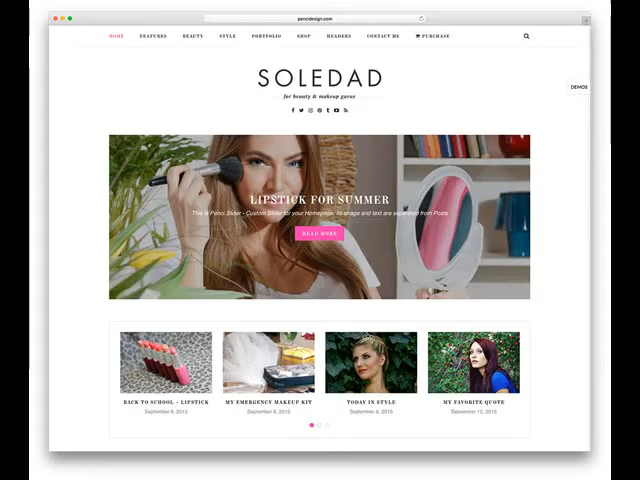 pencidesign.com
HOME FEATURES BEAUTY STYLE PORTFOLIO SHOP HEADERS CONTACT ME PURCHASE
SOLEDAD
for beauty & makeup gurus
DEMOS
LIPSTICK FOR SUMMER
This is Penci Slider - Custom Slider for your Homepage. Its image and text are separated from Posts
READ MORE
BACK TO SCHOOL – LIPSTICK MY EMERGENCY MAKEUP KIT TODAY IN STYLE MY FAVORITE QUOTE
September 6, 2015 September 6, 2015 September 6, 2015 September 15, 2015